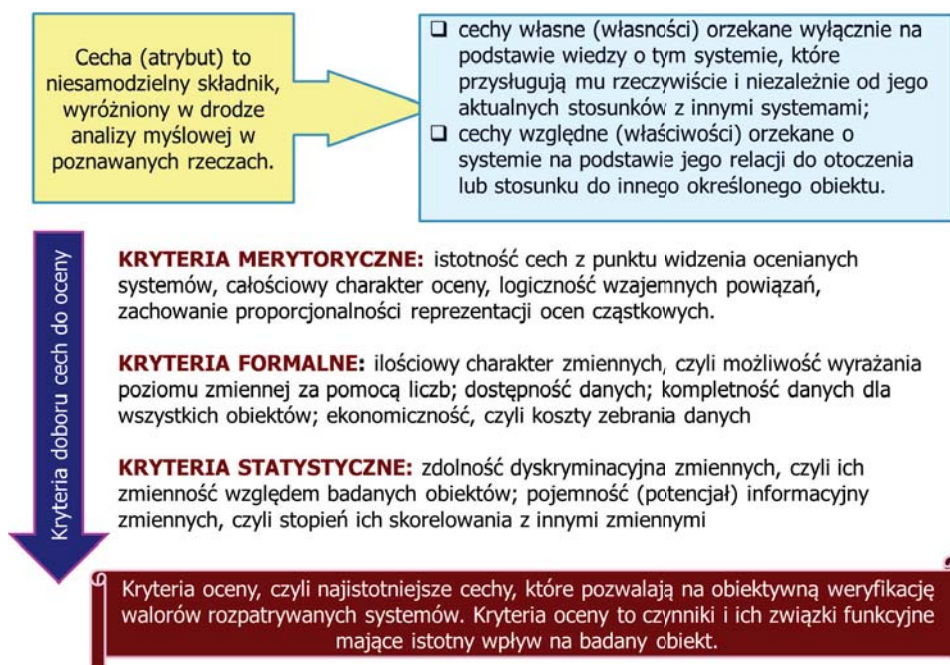 Cecha (atrybut) to
niesamodzielny składnik,
wyróżniony w drodze
analizy myślowej w
poznawanych rzeczach.
❑ cechy własne (własności) orzekane wyłącznie na
podstawie wiedzy o tym systemie, które
przysługują mu rzeczywiście i niezależnie od jego
aktualnych stosunków z innymi systemami;
❑ cechy względne (właściwości) orzekane o
systemie na podstawie jego relacji do otoczenia
lub stosunku do innego określonego obiektu.
Kryteria doboru cech do oceny
KRYTERIA MERYTORYCZNE: istotność cech z punktu widzenia ocenianych
systemów, całościowy charakter oceny, logiczność wzajemnych powiązań,
zachowanie proporcjonalności reprezentacji ocen cząstkowych.
KRYTERIA FORMALNE: ilościowy charakter zmiennych, czyli możliwość wyrażania
poziomu zmiennej za pomocą liczb; dostępność danych; kompletność danych dla
wszystkich obiektów; ekonomiczność, czyli koszty zebrania danych
KRYTERIA STATYSTYCZNE: zdolność dyskryminacyjna zmiennych, czyli ich
zmienność względem badanych obiektów; pojemność (potencjał) informacyjny
zmiennych, czyli stopień ich skorelowania z innymi zmiennymi
Kryteria oceny, czyli najistotniejsze cechy, które pozwalają na obiektywną weryfikację
walorów rozpatrywanych systemów. Kryteria oceny to czynniki i ich związki funkcyjne
mające istotny wpływ na badany obiekt.